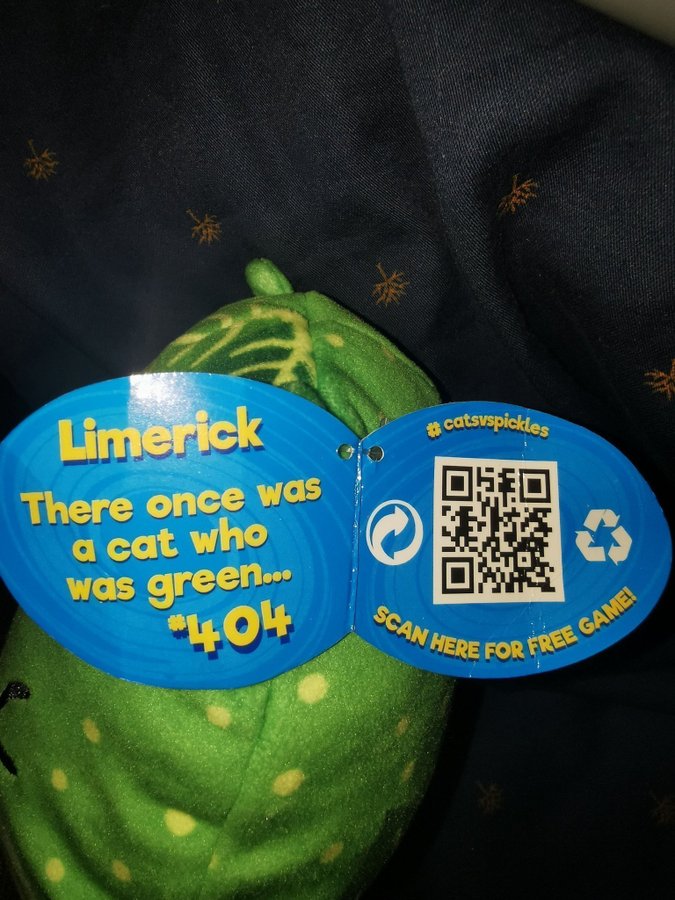 Limerick
There once was
a cat who
was green...
#404
# catsvspickles
SCAN HERE FOR FREE GAME!